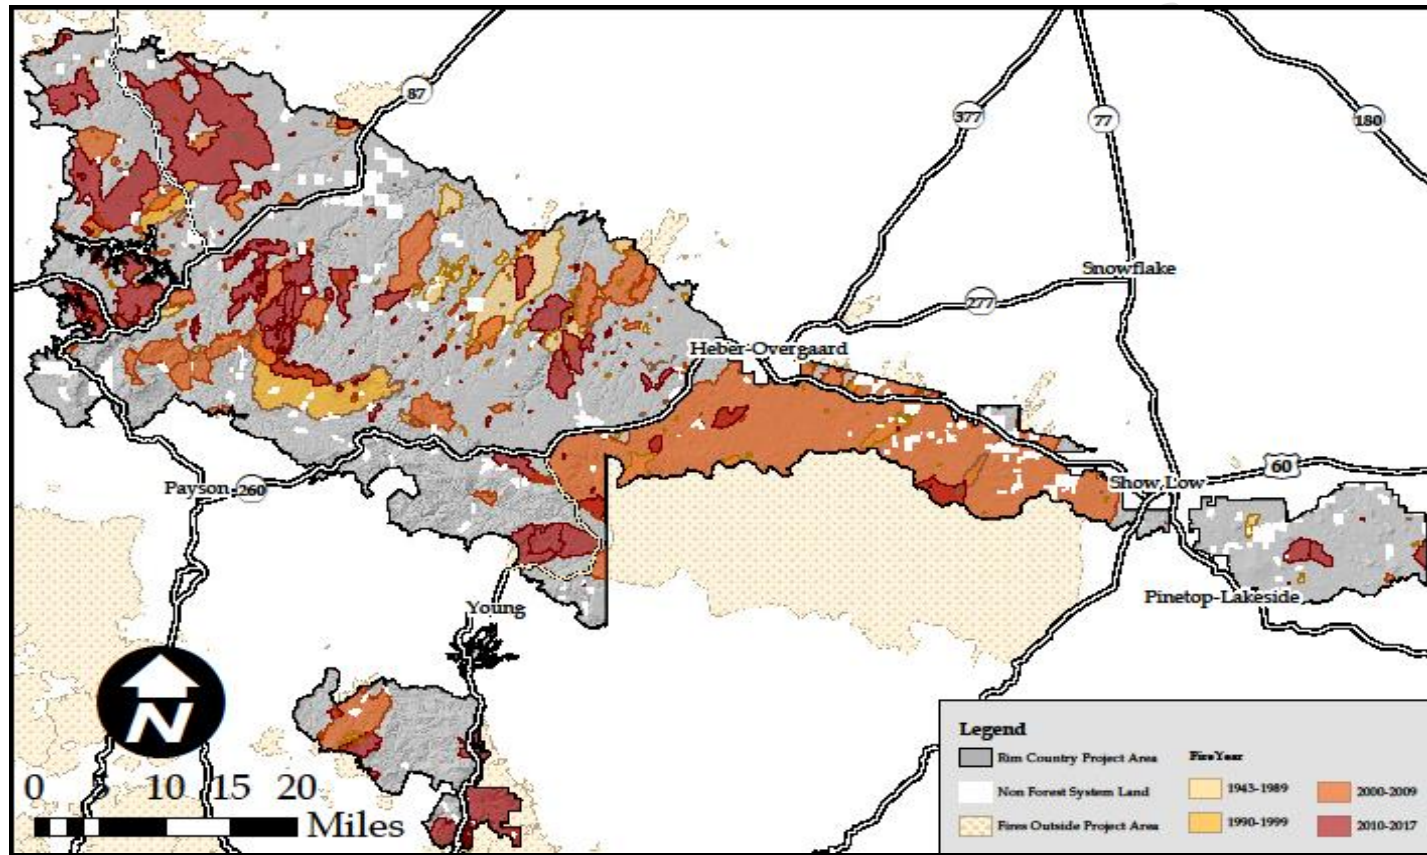 87
377
77
180
Snowflake
277
Heber-Overgaard
60
Show Low
Payson
260
Pinetop-Lakeside
Young
N
0 5 10 15 20
Miles
Legend
Rim Country Project Area
Non Forest System Land
Fires Outside Project Area
Fire Year
1943-1989
1990-1999
2000-2009
2010-2017